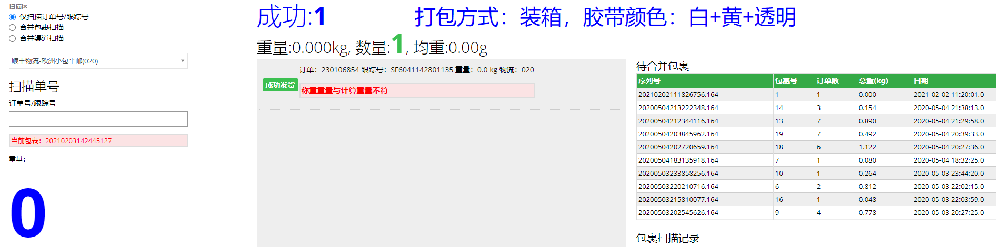 扫描区
仅扫描订单号/跟踪号
合并包裹扫描
合并渠道扫描
顺丰物流-欧洲小包平邮(020)
扫描单号
订单号/跟踪号
当前包裹：20210203142445127
重量：
0
成功:1 打包方式：装箱，胶带颜色：白+黄+透明
重量:0.000kg, 数量:1, 均重:0.00g
订单：230106854 跟踪号：SF6041142801135 重量：0.0 kg 物流：020
成功发货
称重重量与计算重量不符
待合并包裹
序列号 包裹号 订单数 总重(kg) 日期
20210202111826756.164 1 1 0.000 2021-02-02 11:20:01.0
20200504213222348.164 14 3 0.154 2020-05-04 21:38:13.0
20200504212344116.164 13 7 0.890 2020-05-04 21:29:58.0
20200504203845962.164 19 7 0.492 2020-05-04 20:39:33.0
20200504202720659.164 18 6 1.122 2020-05-04 20:27:36.0
20200504183135918.164 7 1 0.080 2020-05-04 18:32:25.0
20200503233858256.164 10 1 0.264 2020-05-03 23:44:20.0
20200503220210716.164 6 2 0.812 2020-05-03 22:02:15.0
20200503215810077.164 16 1 0.048 2020-05-03 22:03:59.0
20200503202545626.164 9 4 0.778 2020-05-03 20:27:25.0
包裹扫描记录